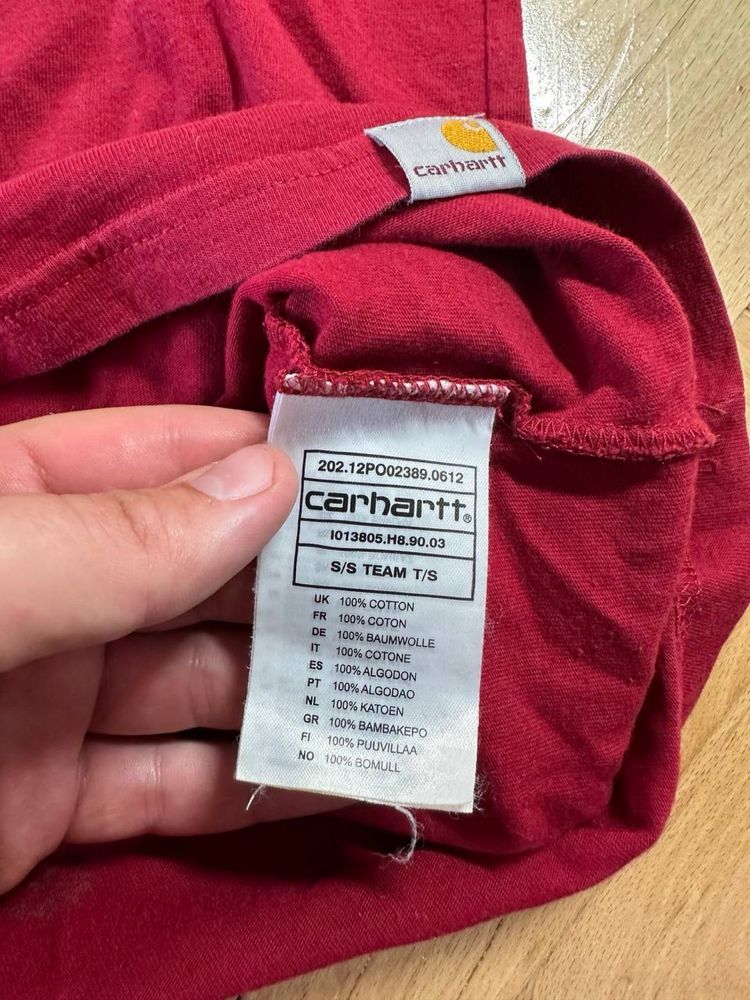 carhartt
202.12PO02389.0612
carhartt®
I013805.H8.90.03
S/S TEAM T/S
UK 100% COTTON
FR 100% COTON
DE 100% BAUMWOLLE
IT 100% COTONE
ES 100% ALGODON
PT 100% ALGODAO
NL 100% KATOEN
GR 100% BAMBAKEPO
FI 100% PUUVILLAA
NO 100% BOMULL